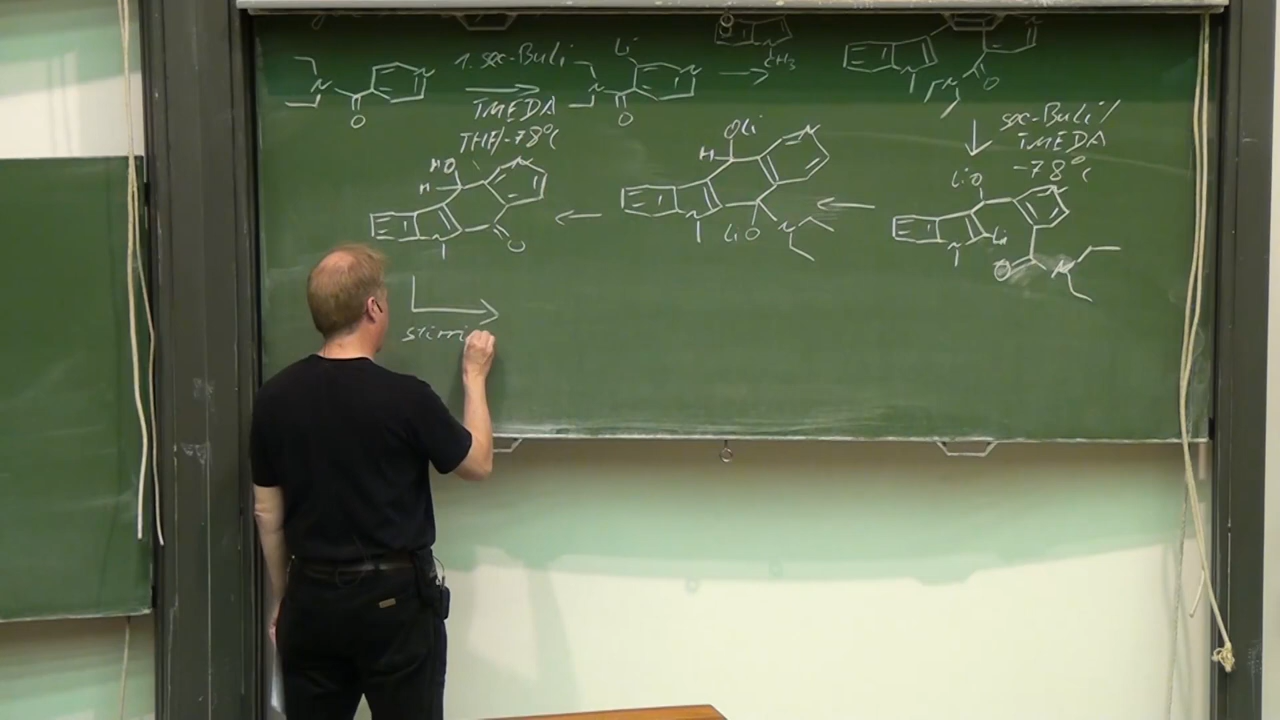 1. sec-BuLi
TMEDA
THF/-78°C
N
O
Li
N
O
N
CH3
N
N
O
sec-BuLi/
TMEDA
-78°C
HO
H
N
O
OLi
H
N
LiO
N
LiO
Li
N
O
N
stirri